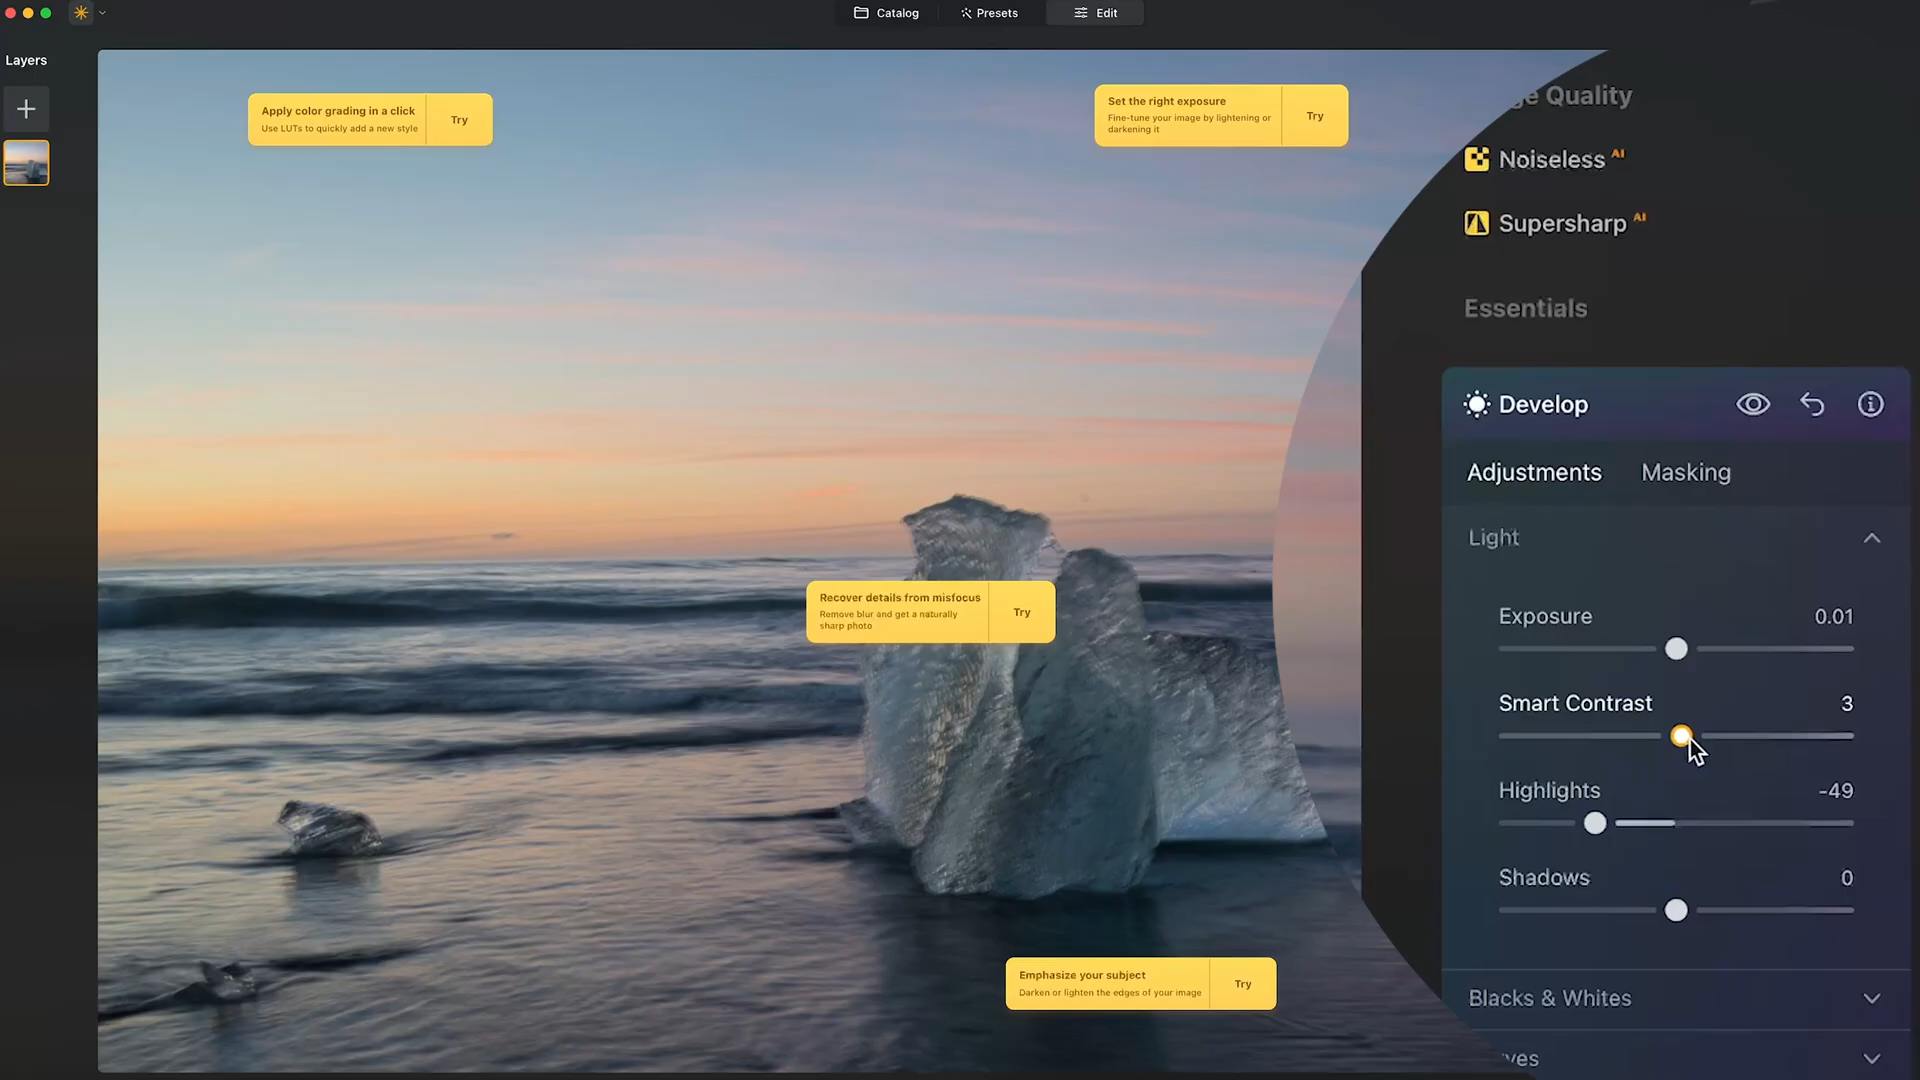 Catalog
Presets
Edit
Layers
Apply color grading in a click
Use LUTs to quickly add a new style
Try
Set the right exposure
Fine-tune your image by lightening or
darkening it
Try
Quality
Noiseless AI
Supersharp AI
Essentials
Develop
Adjustments
Masking
Light
Exposure
0.01
Smart Contrast
3
Highlights
-49
Shadows
0
Blacks & Whites
Recover details from misfocus
Remove blur and get a naturally
sharp photo
Try
Emphasize your subject
Darken or lighten the edges of your image
Try